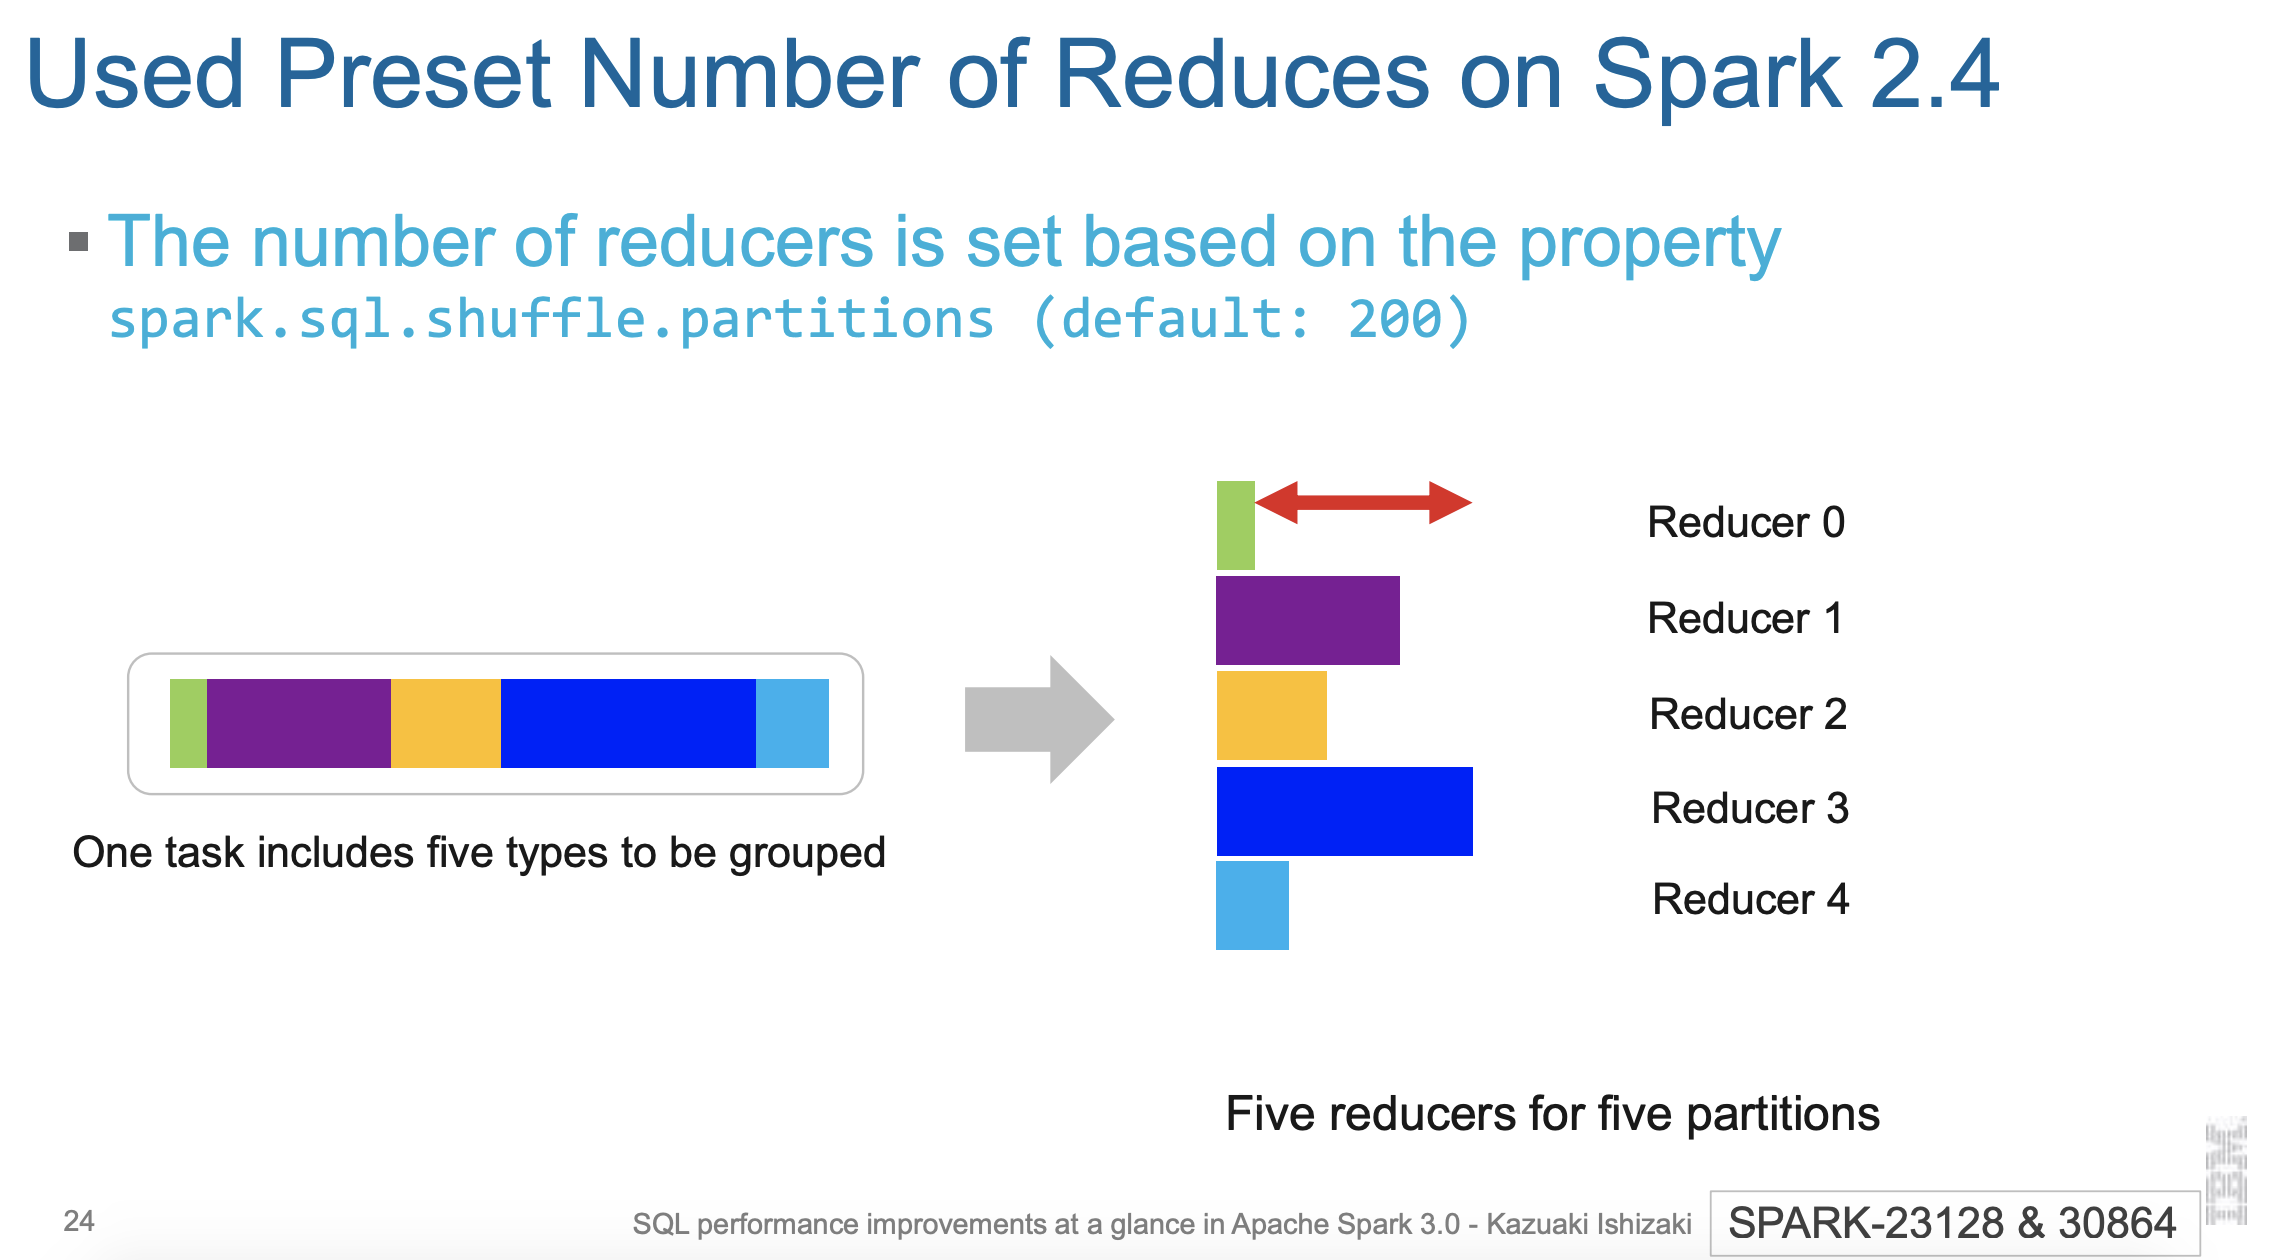 Used Preset Number of Reduces on Spark 2.4
The number of reducers is set based on the property
spark.sql.shuffle.partitions (default: 200)
Reducer 0
Reducer 1
Reducer 2
Reducer 3
Reducer 4
One task includes five types to be grouped
Five reducers for five partitions
24
SQL performance improvements at a glance in Apache Spark 3.0 - Kazuaki Ishizaki
SPARK-23128 & 30864
IBM